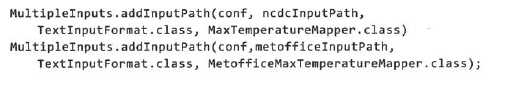 MultipleInputs.addInputPath(conf, ncdcInputPath,
TextInputFormat.class, MaxTemperatureMapper.class)
MultipleInputs.addInputPath(conf,metofficeInputPath,
TextInputFormat.class, MetofficeMaxTemperatureMapper.class);